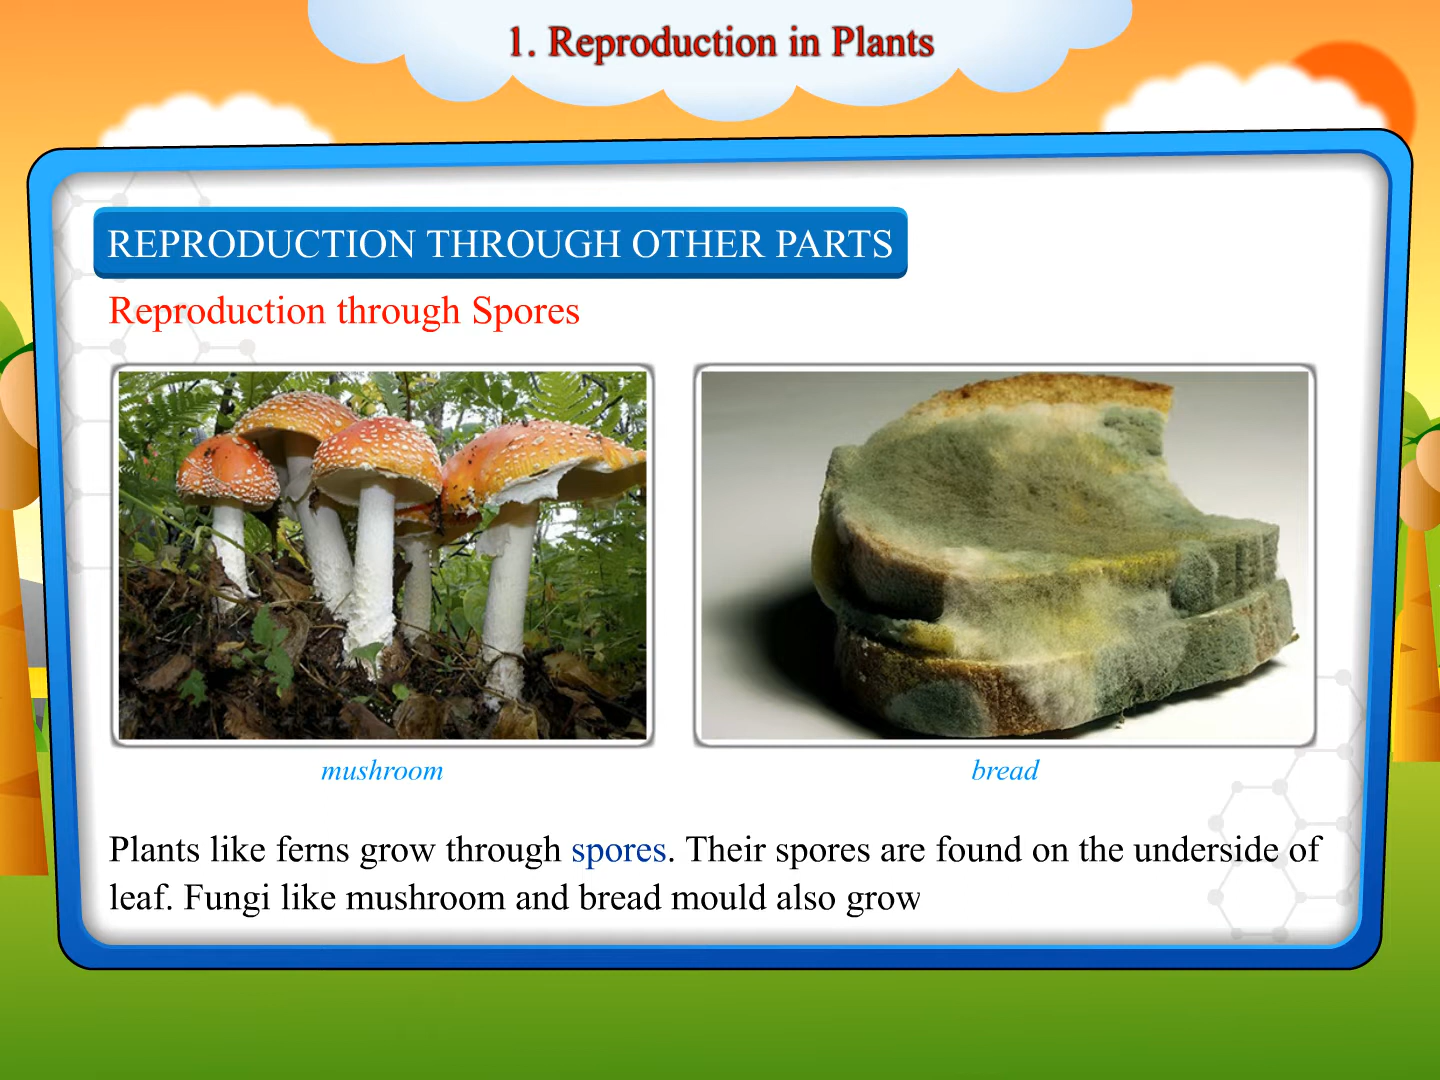 1. Reproduction in Plants
REPRODUCTION THROUGH OTHER PARTS
Reproduction through Spores
mushroom
bread
Plants like ferns grow through spores. Their spores are found on the underside of
leaf. Fungi like mushroom and bread mould also grow